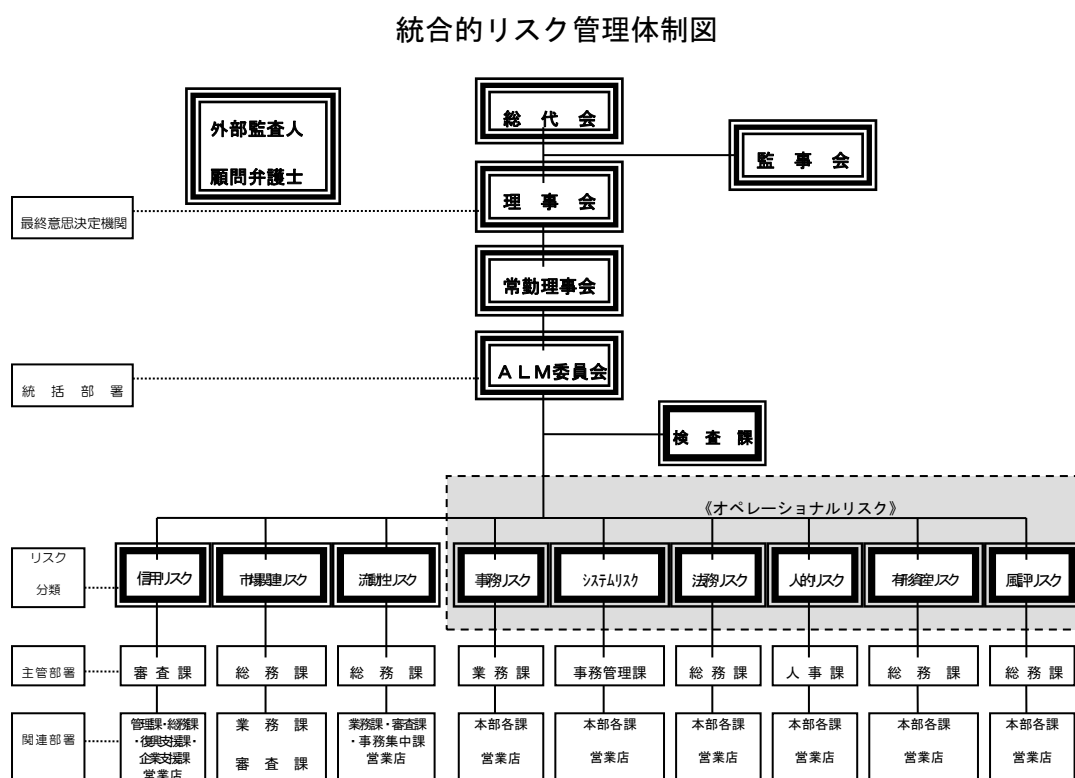 統合的リスク管理体制図
総代会
外部監査人
顧問弁護士
監事会
理事会
最終意思決定機関
常勤理事会
ALM委員会
統括部署
検査課
《オペレーショナルリスク》
リスク
分類
信用リスク
市場関連リスク
流動性リスク
事務リスク
システムリスク
法務リスク
人的リスク
有形資産リスク
風評リスク
主管部署
審査課
総務課
総務課
業務課
事務管理課
総務課
人事課
総務課
総務課
関連部署
管理課・総務課
・復興支援課・
企業支援課
営業店
業務課
審査課
業務課・審査課
・事務集中課
営業店
本部各課
営業店
本部各課
営業店
本部各課
営業店
本部各課
営業店
本部各課
営業店
本部各課
営業店